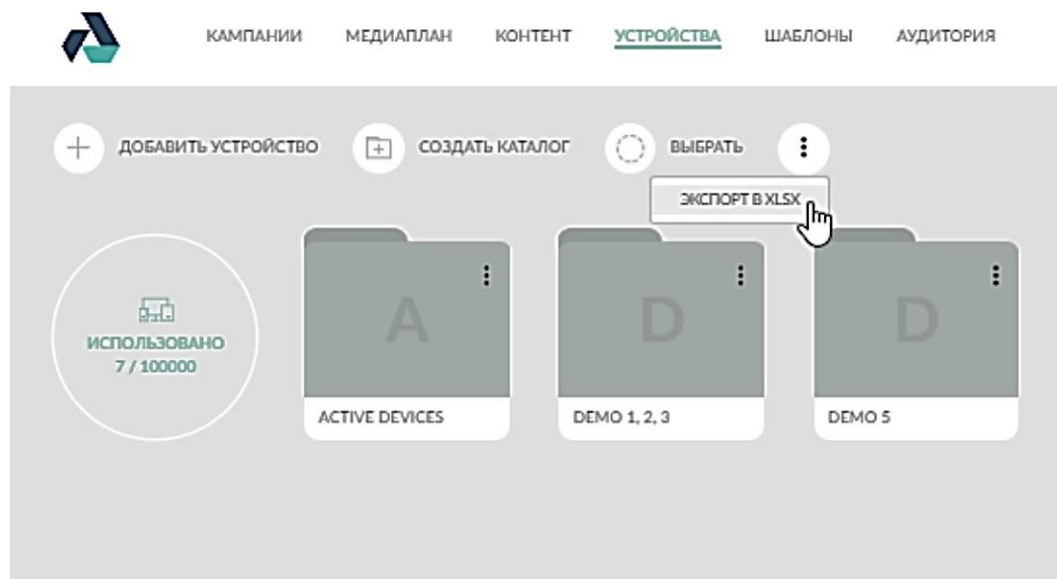 КАМПАНИИ МЕДИАПЛАН КОНТЕНТ УСТРОЙСТВА ШАБЛОНЫ АУДИТОРИЯ
ДОБАВИТЬ УСТРОЙСТВО СОЗДАТЬ КАТАЛОГ ВЫБРАТЬ
ЭКСПОРТ В XLSX
A D D
ИСПОЛЬЗОВАНО
7 / 100000
ACTIVE DEVICES DEMO 1, 2, 3 DEMO 5